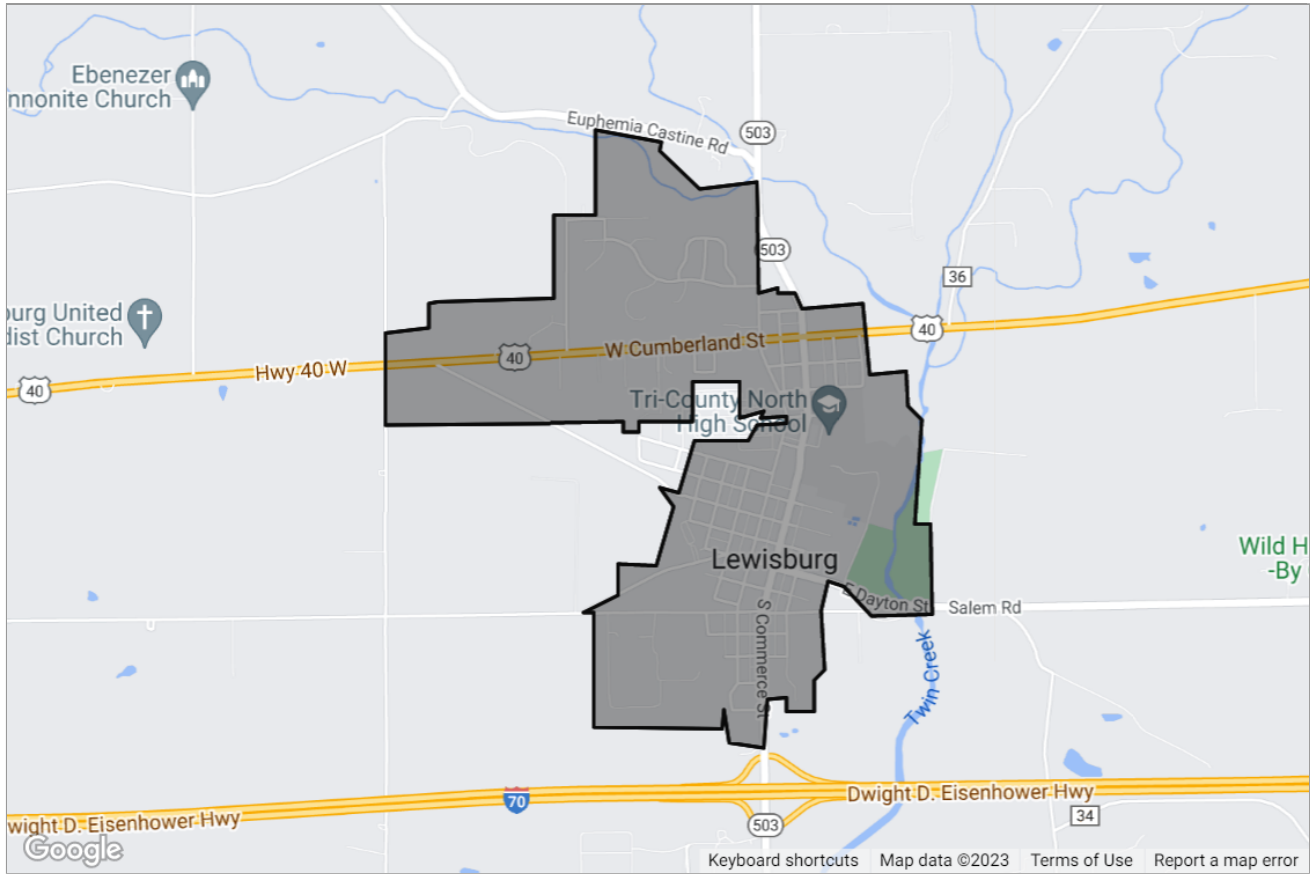 Ebenezer
nnonite Church
Euphemia Castine Rd
503
503
36
ourg United
dist Church
40
W Cumberland St
40
Hwy 40 W
40
Tri-County North
High School
Wild H
-By
Lewisburg
E Dayton St
Salem Rd
S Commerce St
Twin Creek
70
Dwight D. Eisenhower Hwy
wight D. Eisenhower Hwy
503
34
Google
Keyboard shortcuts
Map data ©2023
Terms of Use
Report a map error